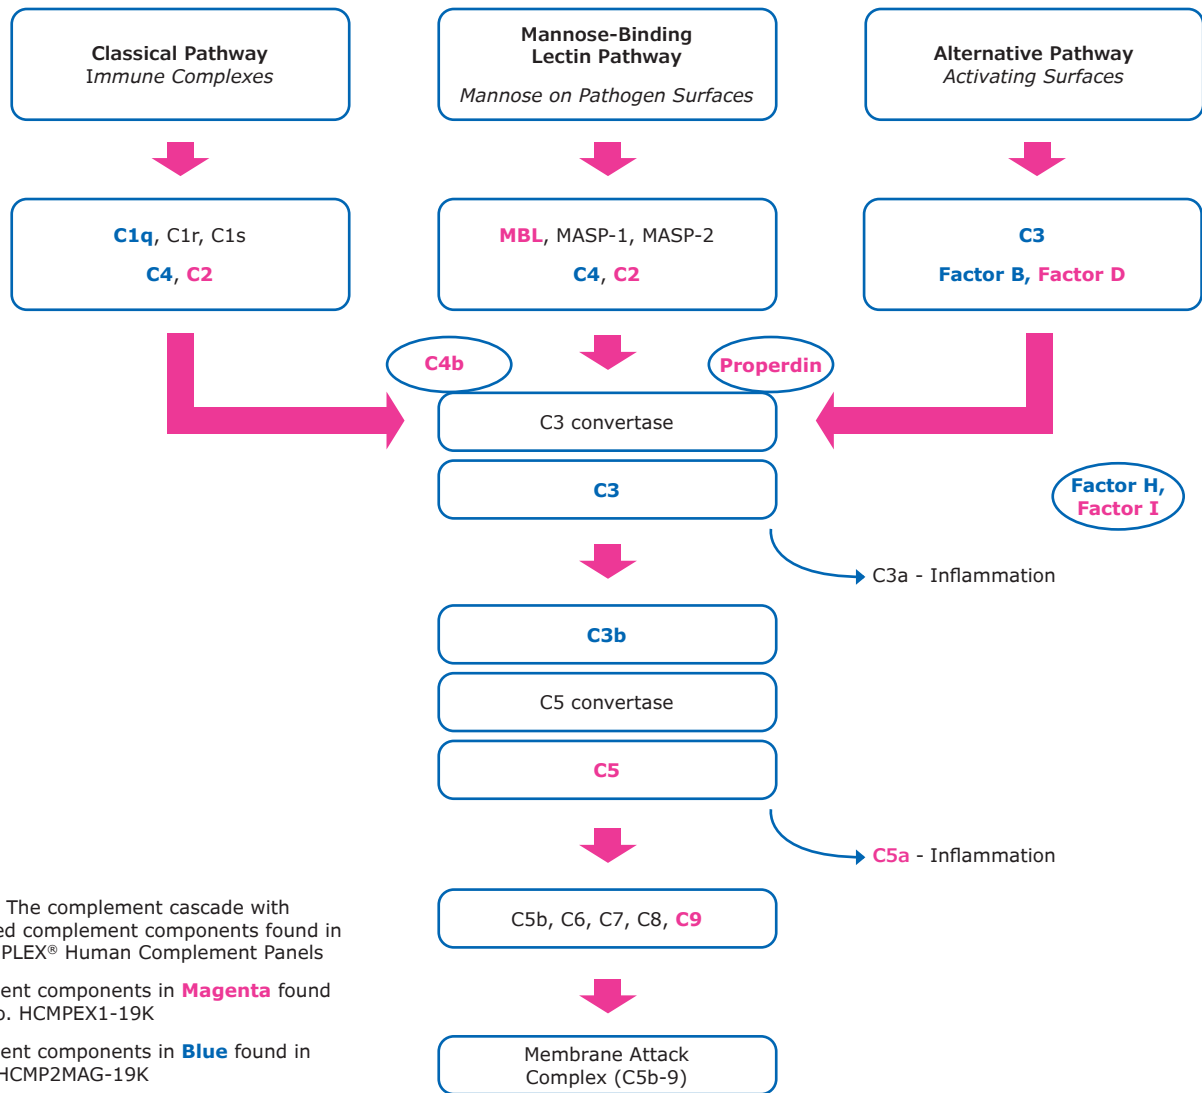 Classical Pathway
Immune Complexes
Mannose-Binding
Lectin Pathway
Mannose on Pathogen Surfaces
Alternative Pathway
Activating Surfaces
C1q, C1r, C1s
C4, C2
MBL, MASP-1, MASP-2
C4, C2
C3
Factor B, Factor D
C4b
Properdin
C3 convertase
C3
Factor H,
Factor I
C3a - Inflammation
C3b
C5 convertase
C5
C5a - Inflammation
C5b, C6, C7, C8, C9
Membrane Attack
Complex (C5b-9)
The complement cascade with
ed complement components found in
PLEX® Human Complement Panels
ent components in Magenta found
o. HCMPEX1-19K
ent components in Blue found in
HCMP2MAG-19K